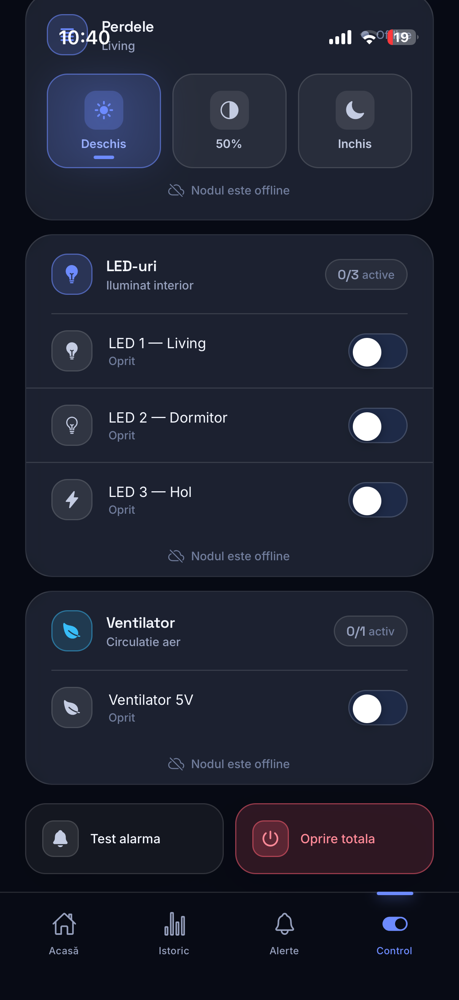 Perdele
10:40
Offline
19
Living
Deschis
50%
Inchis
Nodul este offline
LED-uri
Iluminat interior
0/3 active
LED 1 — Living
Oprit
LED 2 — Dormitor
Oprit
LED 3 — Hol
Oprit
Nodul este offline
Ventilator
Circulatie aer
0/1 activ
Ventilator 5V
Oprit
Nodul este offline
Test alarma
Oprire totala
Acasă
Istoric
Alerte
Control